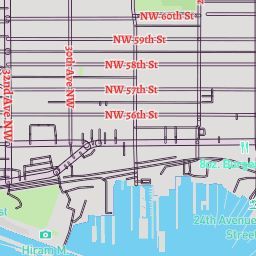 NW 60th St
NW 59th St
NW 58th St
NW 57th St
NW 56th St
32nd Ave NW
30th Ave NW
24th Avenue
Street
Hiram M.